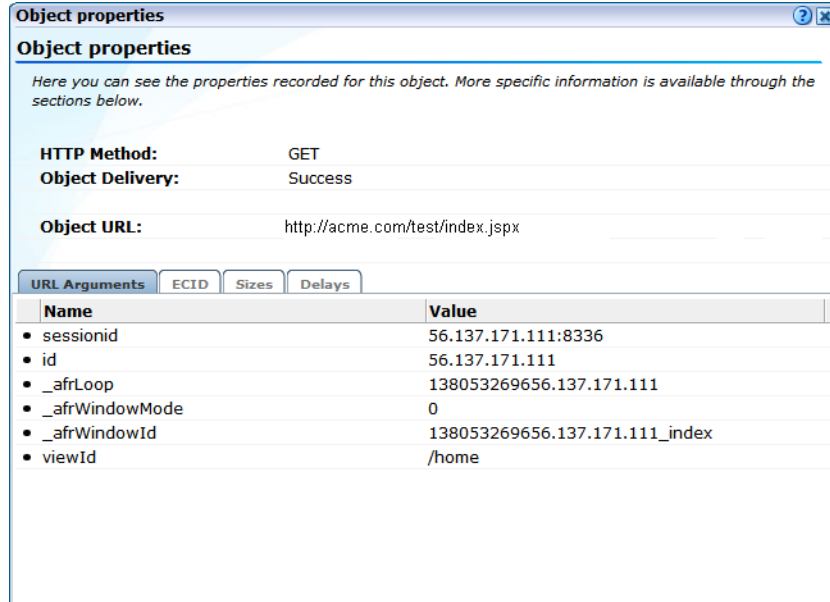 Object properties
Object properties
Here you can see the properties recorded for this object. More specific information is available through the
sections below.
HTTP Method: GET
Object Delivery: Success
Object URL: http://acme.com/test/index.jspx
URL Arguments ECID Sizes Delays
Name Value
sessionid 56.137.171.111:8336
id 56.137.171.111
_afrLoop 138053269656.137.171.111
_afrWindowMode 0
_afrWindowId 138053269656.137.171.111_index
viewId /home